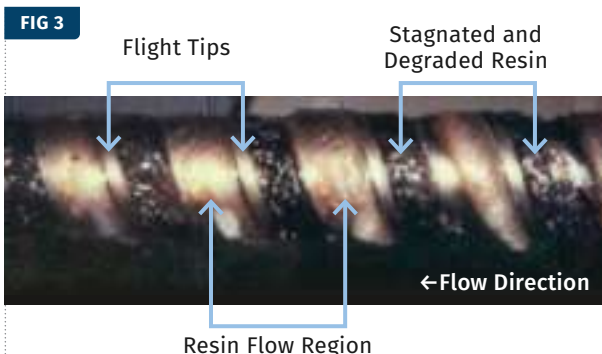 FIG 3
Flight Tips
Stagnated and
Degraded Resin
←Flow Direction
Resin Flow Region